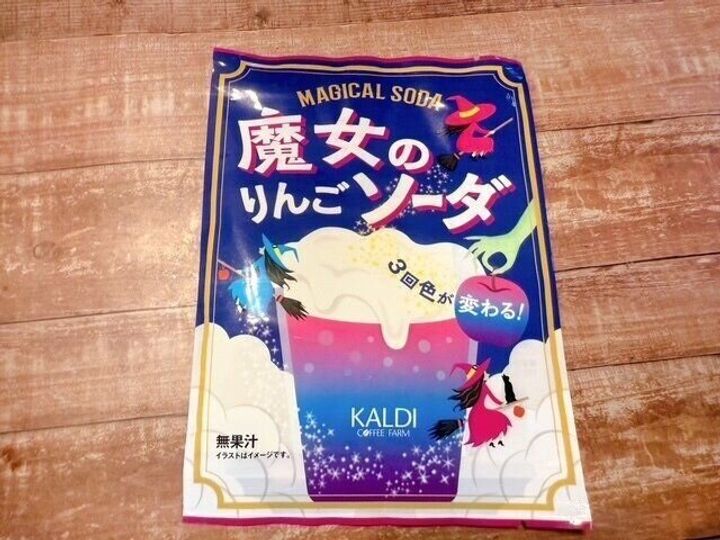 MAGICAL SODA
魔女の
りんごソーダ
3回色が
変わる!
KALDI
COFFEE FARM
無果汁
イラストはイメージです。